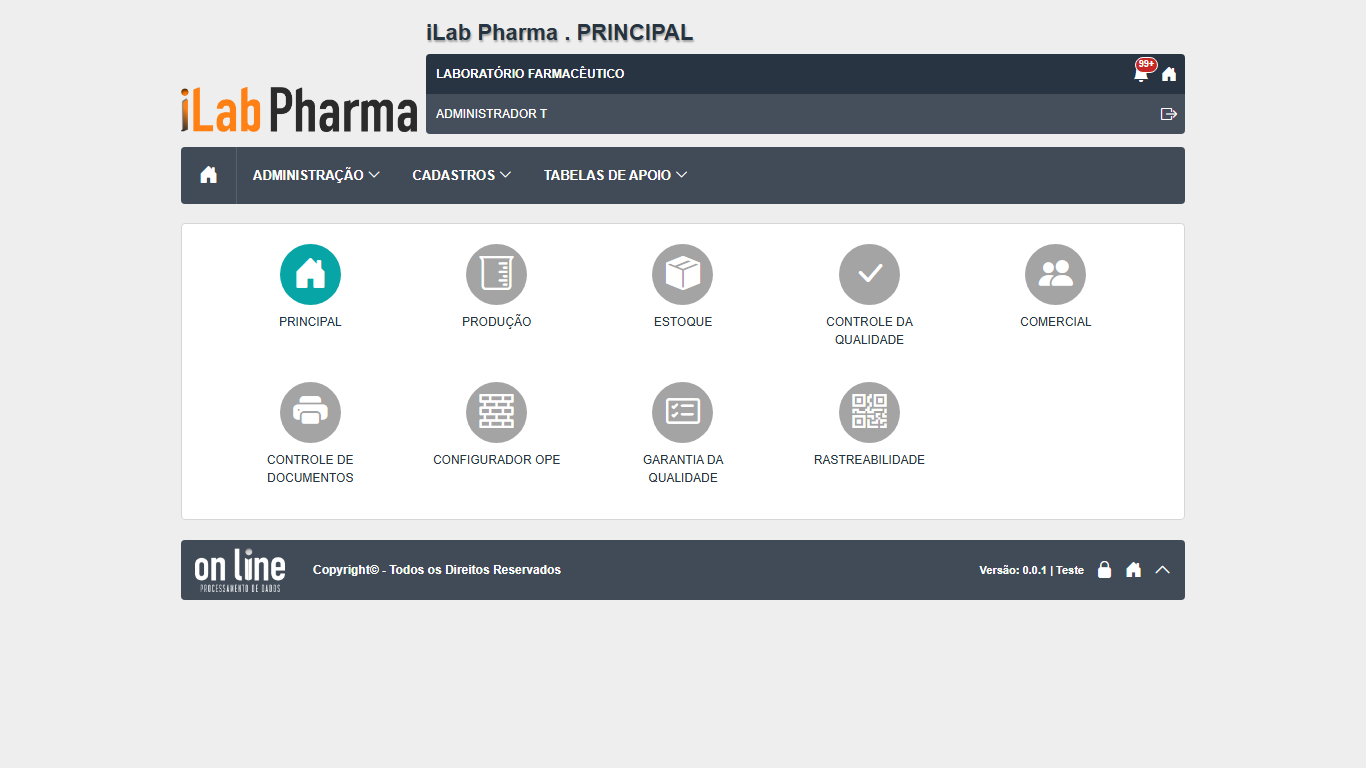 iLab Pharma . PRINCIPAL
LABORATÓRIO FARMACÊUTICO
99+
iLab Pharma
ADMINISTRADOR T
ADMINISTRAÇÃO CADASTROS TABELAS DE APOIO
PRINCIPAL
PRODUÇÃO
ESTOQUE
CONTROLE DA
QUALIDADE
COMERCIAL
CONTROLE DE
DOCUMENTOS
CONFIGURADOR OPE
GARANTIA DA
QUALIDADE
RASTREABILIDADE
on line
PROCESSAMENTO DE DADOS
Copyright© - Todos os Direitos Reservados
Versão: 0.0.1 | Teste